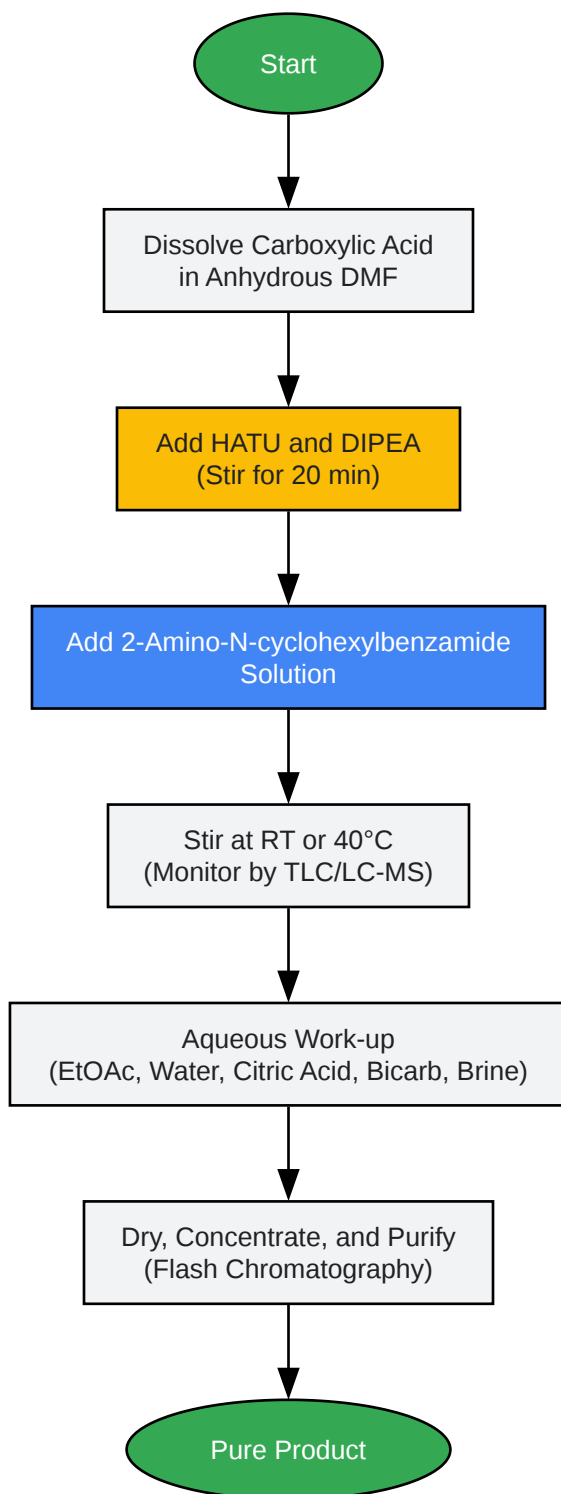 Start
Dissolve Carboxylic Acid
in Anhydrous DMF
Add HATU and DIPEA
(Stir for 20 min)
Add 2-Amino-N-cyclohexylbenzamide
Solution
Stir at RT or 40°C
(Monitor by TLC/LC-MS)
Aqueous Work-up
(EtOAc, Water, Citric Acid, Bicarb, Brine)
Dry, Concentrate, and Purify
(Flash Chromatography)
Pure Product